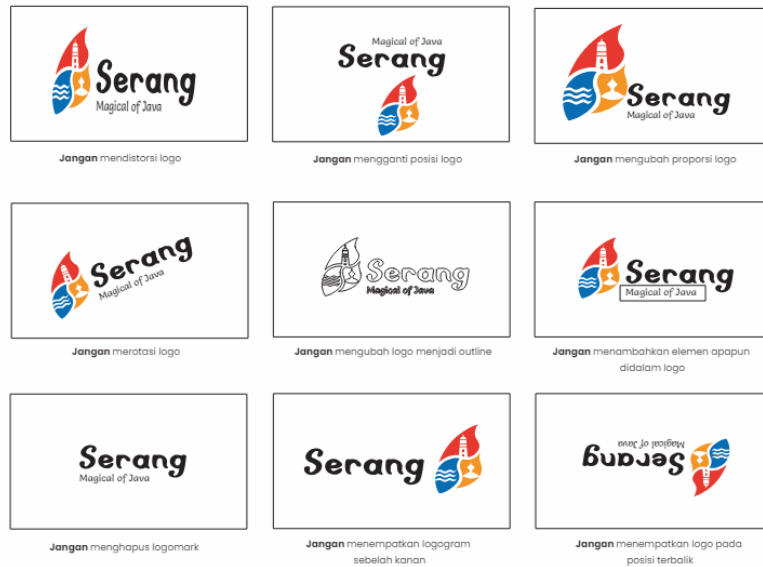 Serang
Magical of Java
Jangan mendistorsi logo
Magical of Java
Serang
Jangan mengganti posisi logo
Serang
Magical of Java
Jangan mengubah proporsi logo
Serang
Magical of Java
Jangan merotasi logo
Serang
Magical of Java
Jangan mengubah logo menjadi outline
Serang
Magical of Java
Jangan menambahkan elemen apapun
didalam logo
Serang
Magical of Java
Jangan menghapus logomark
Serang
Jangan menempatkan logogram
sebelah kanan
Serang
Magical of Java
Jangan menempatkan logo pada
posisi terbalik